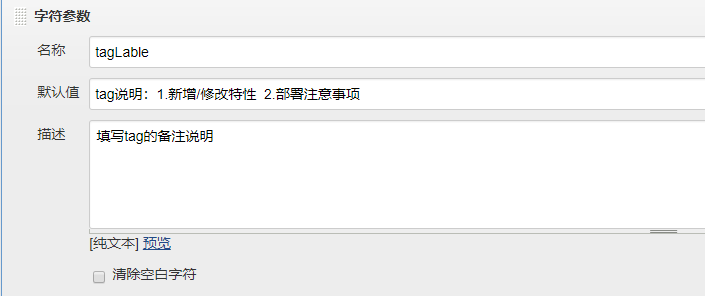 字符参数
名称 tagLable
默认值 tag说明：1.新增/修改特性 2.部署注意事项
描述 填写tag的备注说明
[纯文本] 预览
清除空白字符